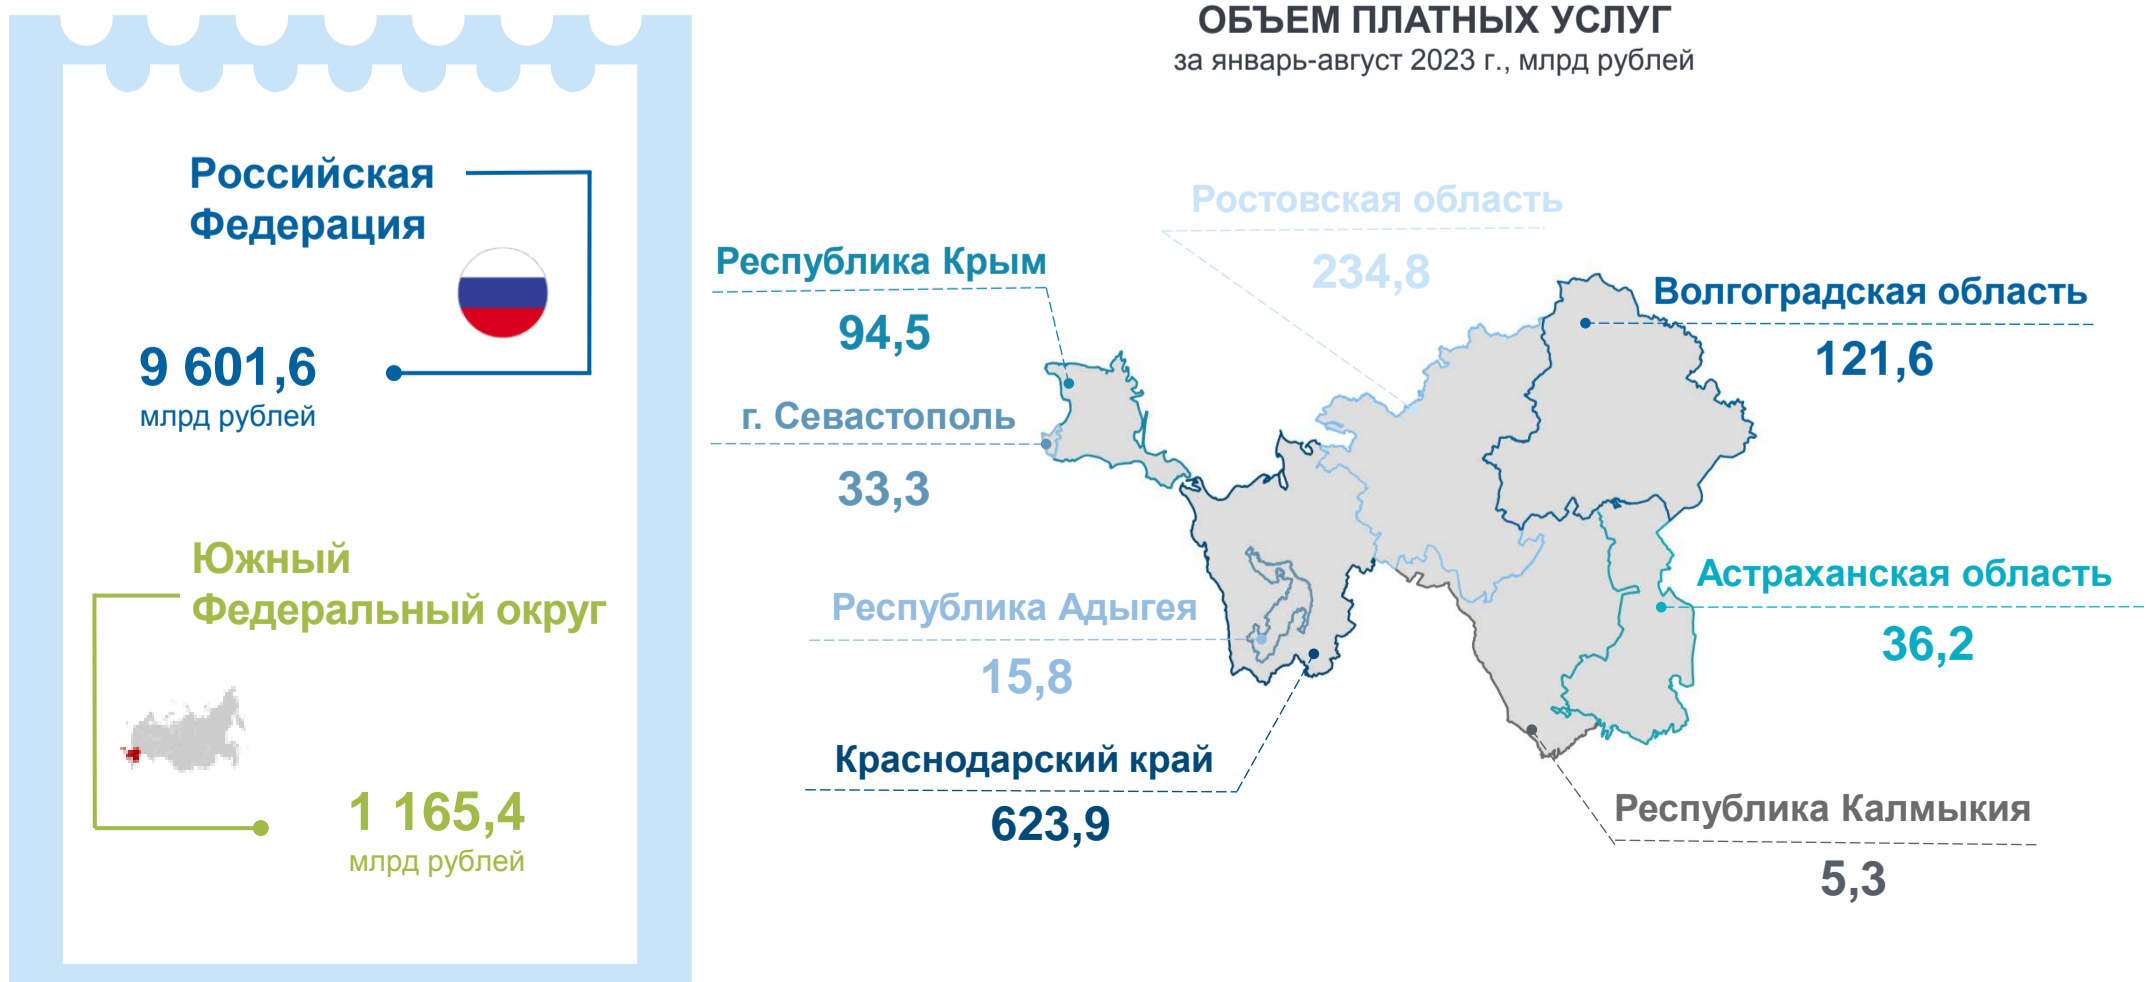 ОБЪЕМ ПЛАТНЫХ УСЛУГ
за январь-август 2023 г., млрд рублей
Российская
Федерация
9 601,6
млрд рублей
Южный
Федеральный округ
1 165,4
млрд рублей
Ростовская область
234,8
Республика Крым
94,5
Волгоградская область
121,6
г. Севастополь
33,3
Астраханская область
36,2
Республика Адыгея
15,8
Краснодарский край
623,9
Республика Калмыкия
5,3